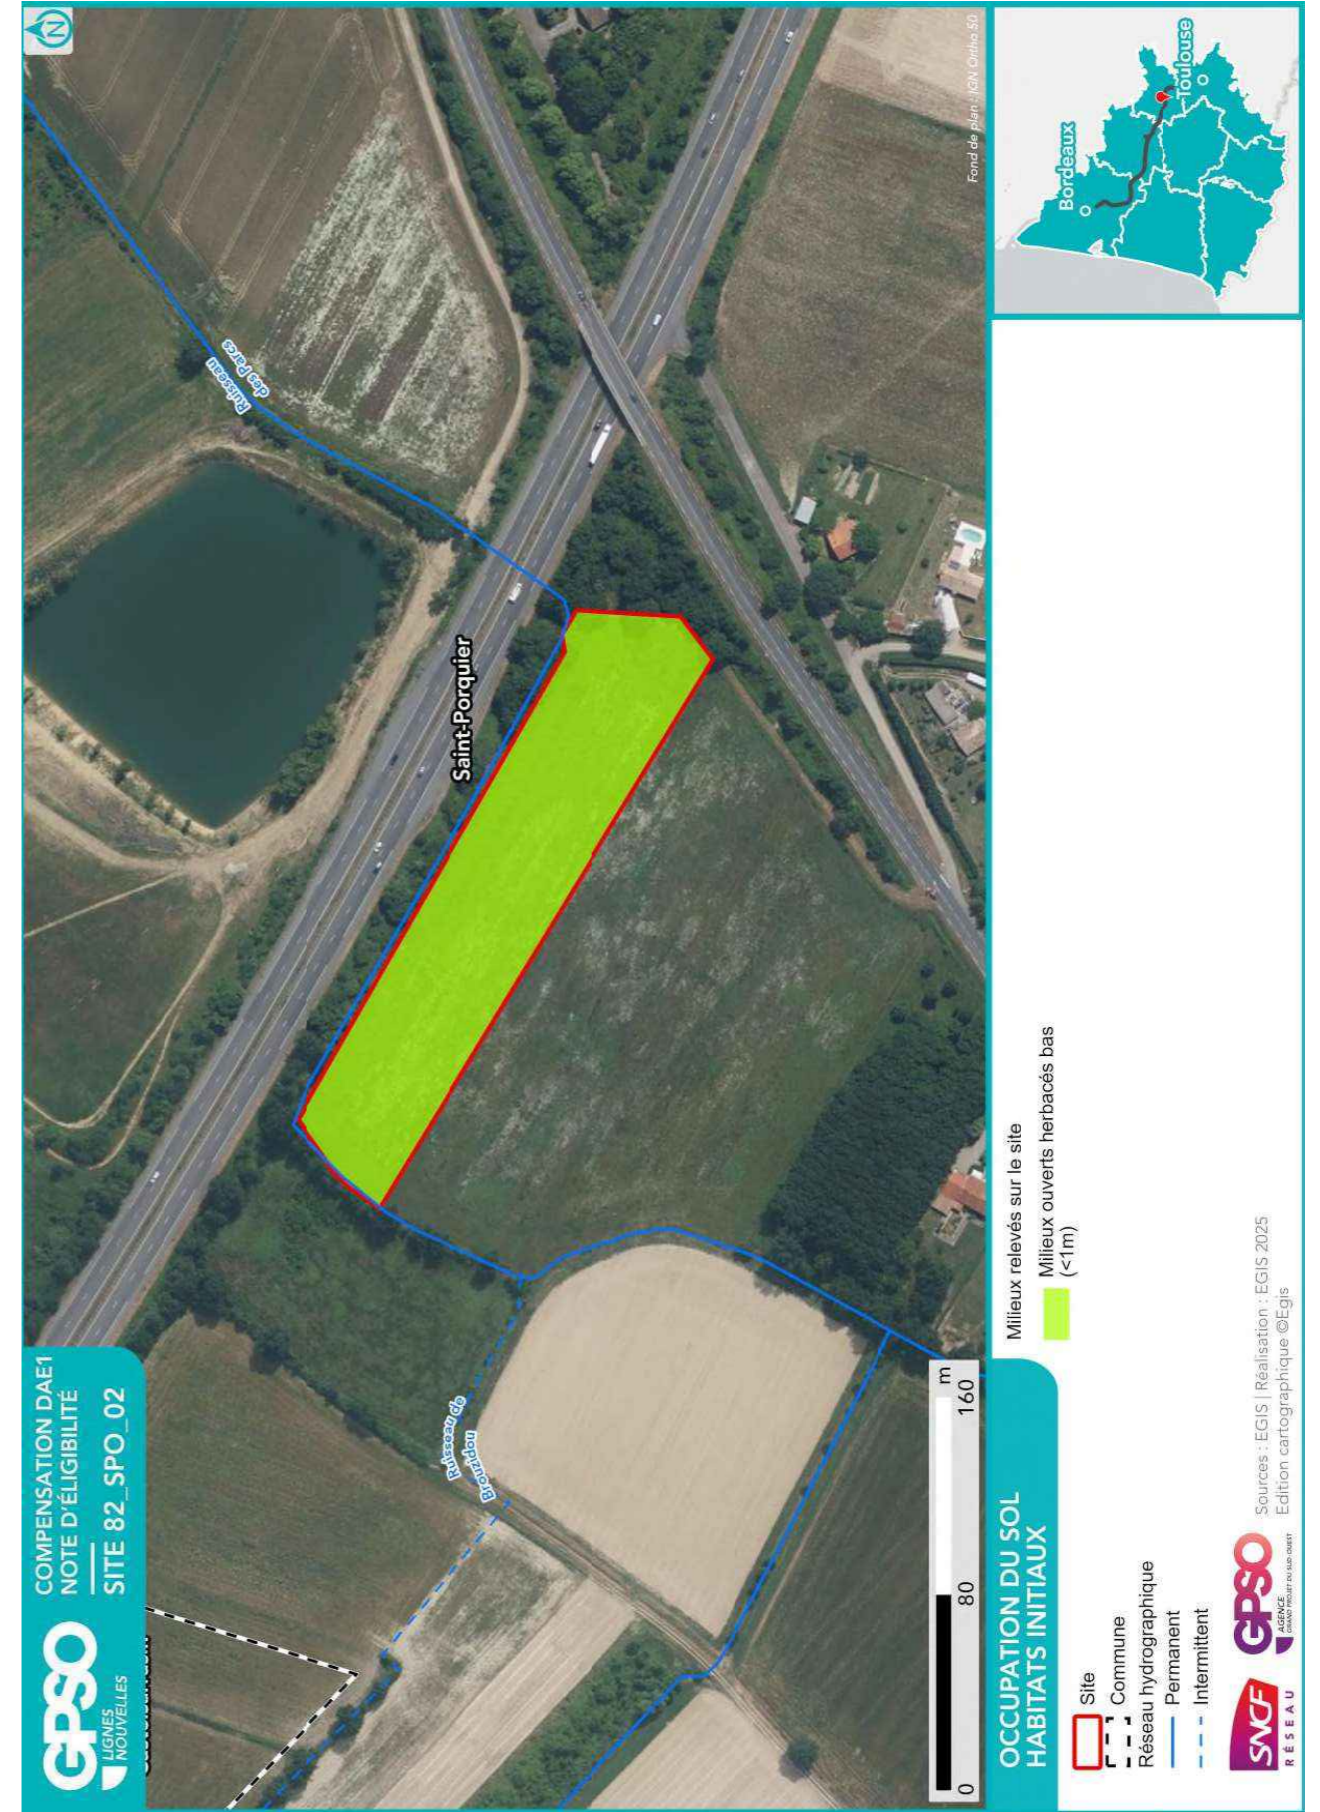 GPSO
LIGNES
NOUVELLES
COMPENSATION DAE1
NOTE D'ÉLIGIBILITÉ
SITE 82_SPO_02
N
Ruisseau
des Parcs
Saint-Porquier
Ruisseau de
Brouzidou
Fond de plan : IGN Ortho 50
0
80
160
m
OCCUPATION DU SOL
HABITATS INITIAUX
Site
Commune
Réseau hydrographique
Permanent
Intermittent
Milieux relevés sur le site
Milieux ouverts herbacés bas
(<1m)
Bordeaux
Toulouse
SNCF
RÉSEAU
GPSO
AGENCE
GRAND PROJET DU SUD-OUEST
Sources : EGIS | Réalisation : EGIS 2025
Edition cartographique ©Egis